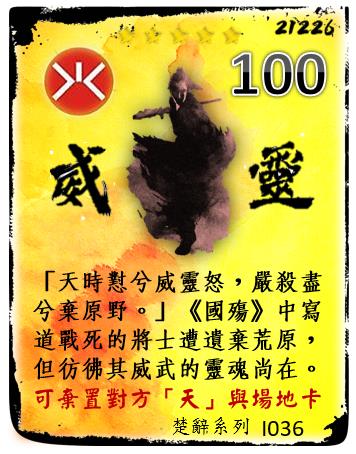 21226
100
威 靈
「天時懟兮威靈怒，嚴殺盡
兮棄原野。」《國殤》中寫
道戰死的將士遭遺棄荒原，
但彷彿其威武的靈魂尚在。
可棄置對方「天」與場地卡
楚辭系列 I036